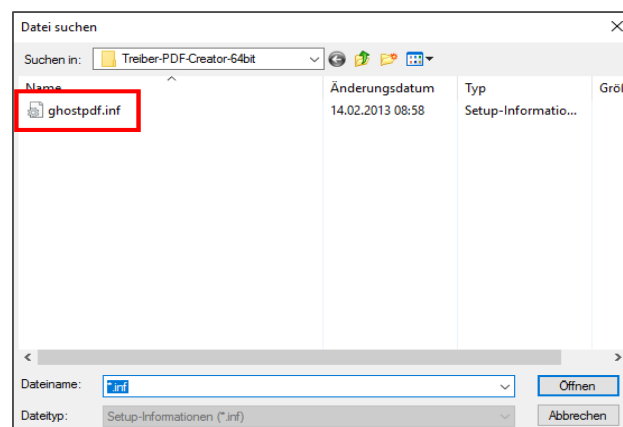 Datei suchen
Suchen in: Treiber-PDF-Creator-64bit
Name Änderungsdatum Typ Größ
ghostpdf.inf 14.02.2013 08:58 Setup-Informatio...
Dateiname: *.inf Öffnen
Dateityp: Setup-Informationen (*.inf) Abbrechen